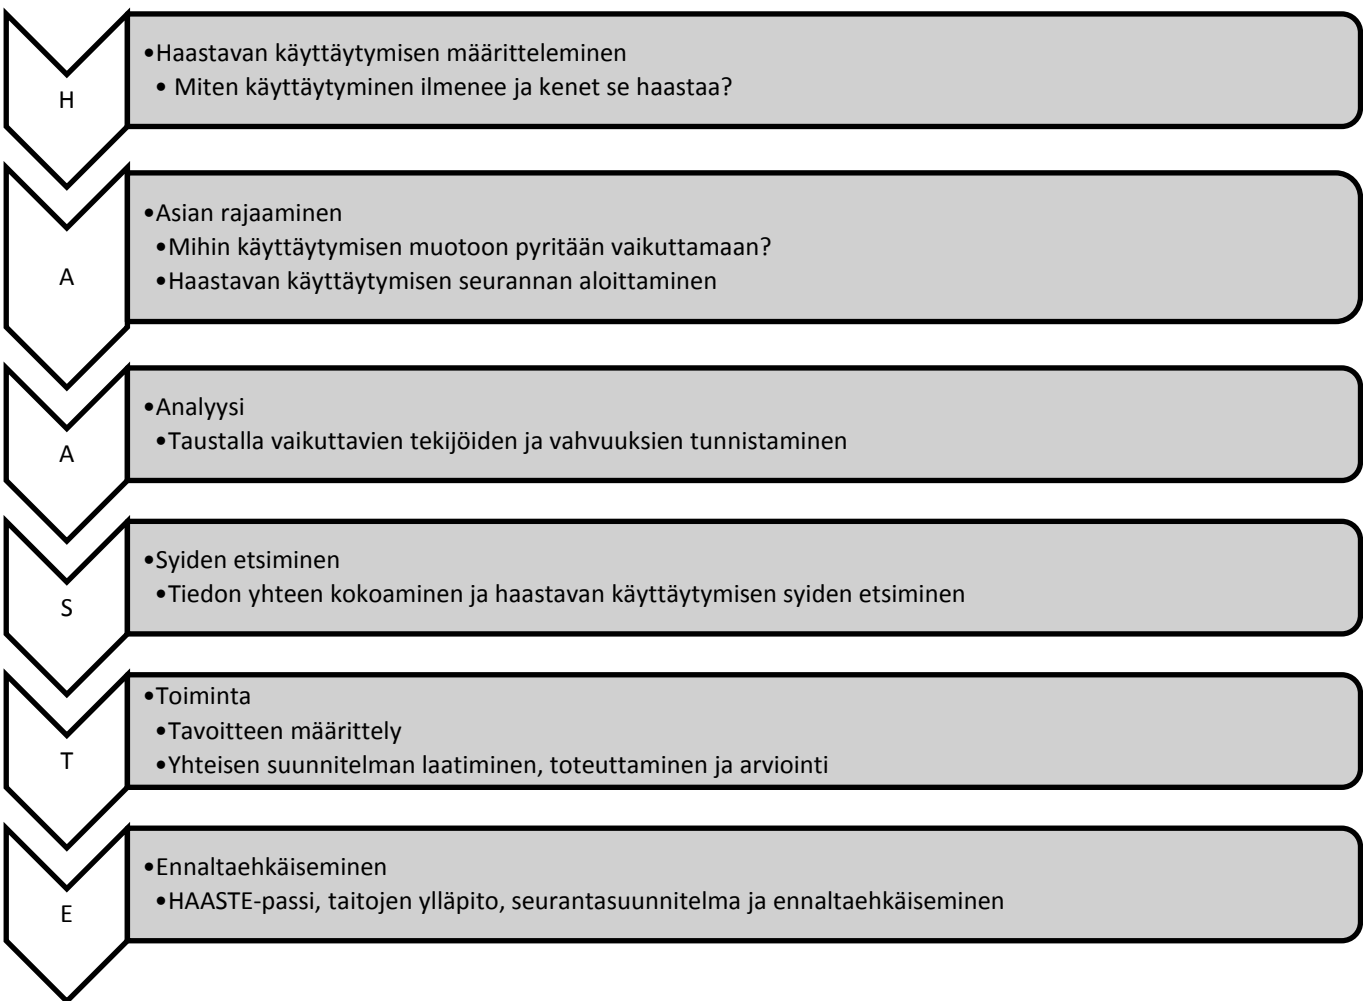 •Haastavan käyttäytymisen määritteleminen
• Miten käyttäytyminen ilmenee ja kenet se haastaa?
H
•Asian rajaaminen
•Mihin käyttäytymisen muotoon pyritään vaikuttamaan?
•Haastavan käyttäytymisen seurannan aloittaminen
A
•Analyysi
•Taustalla vaikuttavien tekijöiden ja vahvuuksien tunnistaminen
A
•Syiden etsiminen
•Tiedon yhteen kokoaminen ja haastavan käyttäytymisen syiden etsiminen
S
•Toiminta
•Tavoitteen määrittely
•Yhteisen suunnitelman laatiminen, toteuttaminen ja arviointi
T
•Ennaltaehkäiseminen
•HAASTE-passi, taitojen ylläpito, seurantasuunnitelma ja ennaltaehkäiseminen
E